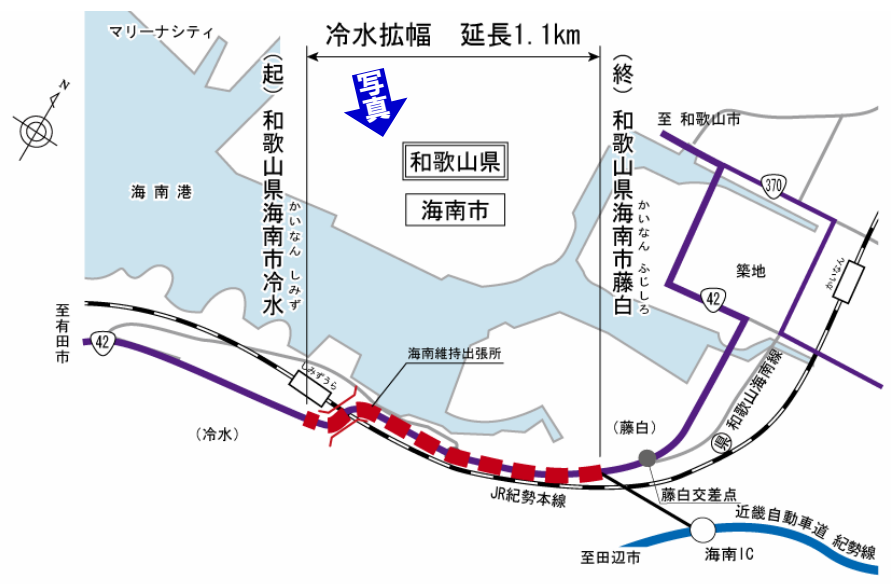 マリーナシティ
冷水拡幅　延長1.1km
N
写真
（起）和歌山県海南市冷水
かいなん しみず
（終）和歌山県海南市藤白
かいなん ふじしろ
至 和歌山市
370
和歌山県
海南市
海南港
築地
かいなん
42
至有田市
42
海南維持出張所
しみずうら
（冷水）
（藤白）
県 和歌山海南線
藤白交差点
JR紀勢本線
近畿自動車道 紀勢線
至田辺市
海南IC